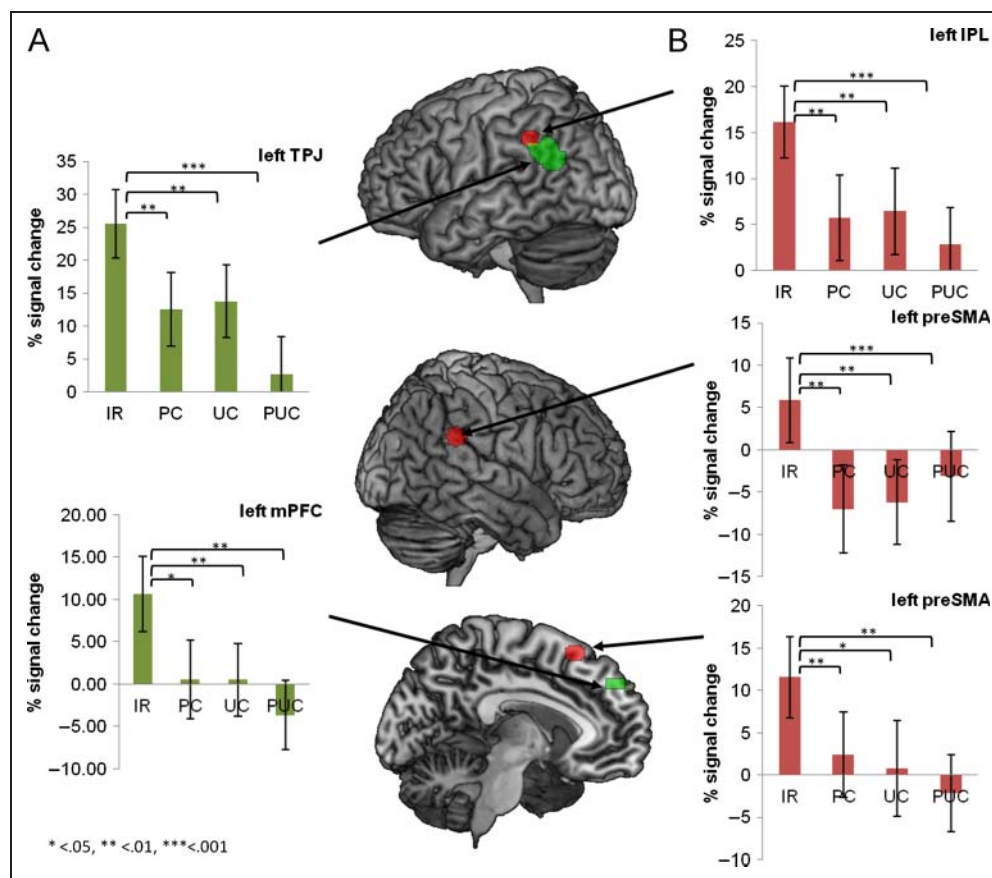 A
left TPJ
% signal change
35
30
25
20
15
10
5
0
***
**
**
IR PC UC PUC
left mPFC
% signal change
20.00
15.00
10.00
5.00
0.00
−5.00
−10.00
**
**
*
IR PC UC PUC
* <.05, ** <.01, ***<.001
B
left IPL
% signal change
25
20
15
10
5
0
***
**
**
IR PC UC PUC
left preSMA
% signal change
15
10
5
0
−5
−10
−15
***
**
**
IR PC UC PUC
left preSMA
% signal change
20
15
10
5
0
−5
−10
**
*
**
IR PC UC PUC